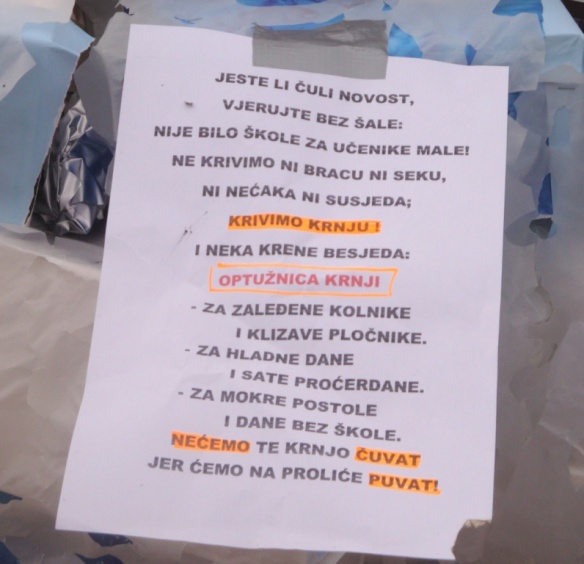 JESTE LI ČULI NOVOST,
VJERUJTE BEZ ŠALE:
NIJE BILO ŠKOLE ZA UČENIKE MALE!
NE KRIVIMO NI BRACU NI SEKU,
NI NEĆAKA NI SUSJEDA;
KRIVIMO KRNJU !
I NEKA KRENE BESJEDA:
OPTUŽNICA KRNJI
- ZA ZALEĐENE KOLNIKE
I KLIZAVE PLOČNIKE.
- ZA HLADNE DANE
I SATE PROĆERDANE.
- ZA MOKRE POSTOLE
I DANE BEZ ŠKOLE.
NEĆEMO TE KRNJO ČUVAT
JER ĆEMO NA PROLIĆE PUVAT!